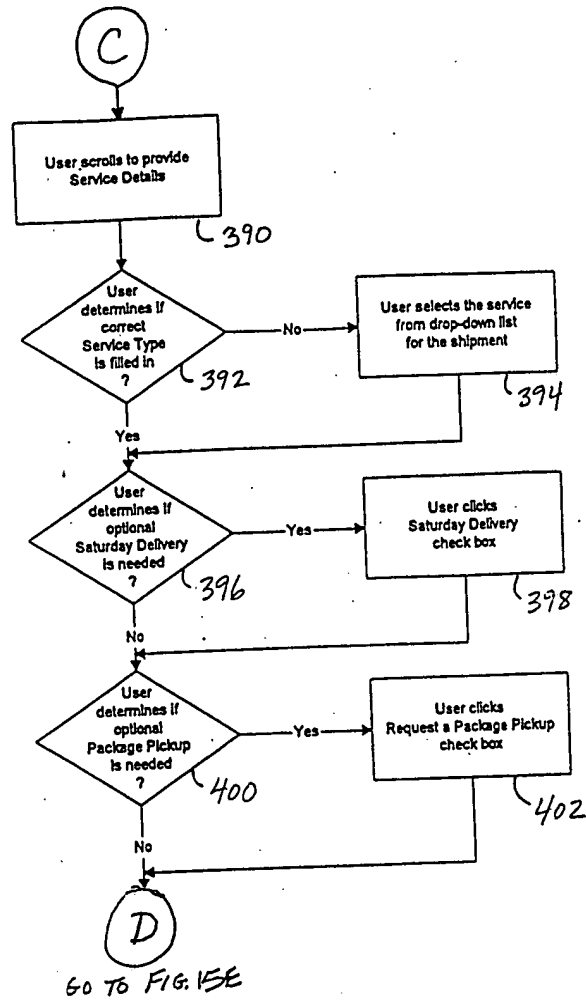 C
User scrolls to provide
Service Details
390
User
determines if
correct
Service Type
is filled in
?
392
No
User selects the service
from drop-down list
for the shipment
394
Yes
User
determines if
optional
Saturday Delivery
is needed
?
396
Yes
User clicks
Saturday Delivery
check box
398
No
User
determines if
optional
Package Pickup
is needed
?
400
Yes
User clicks
Request a Package Pickup
check box
402
No
D
GO TO FIG. 15E